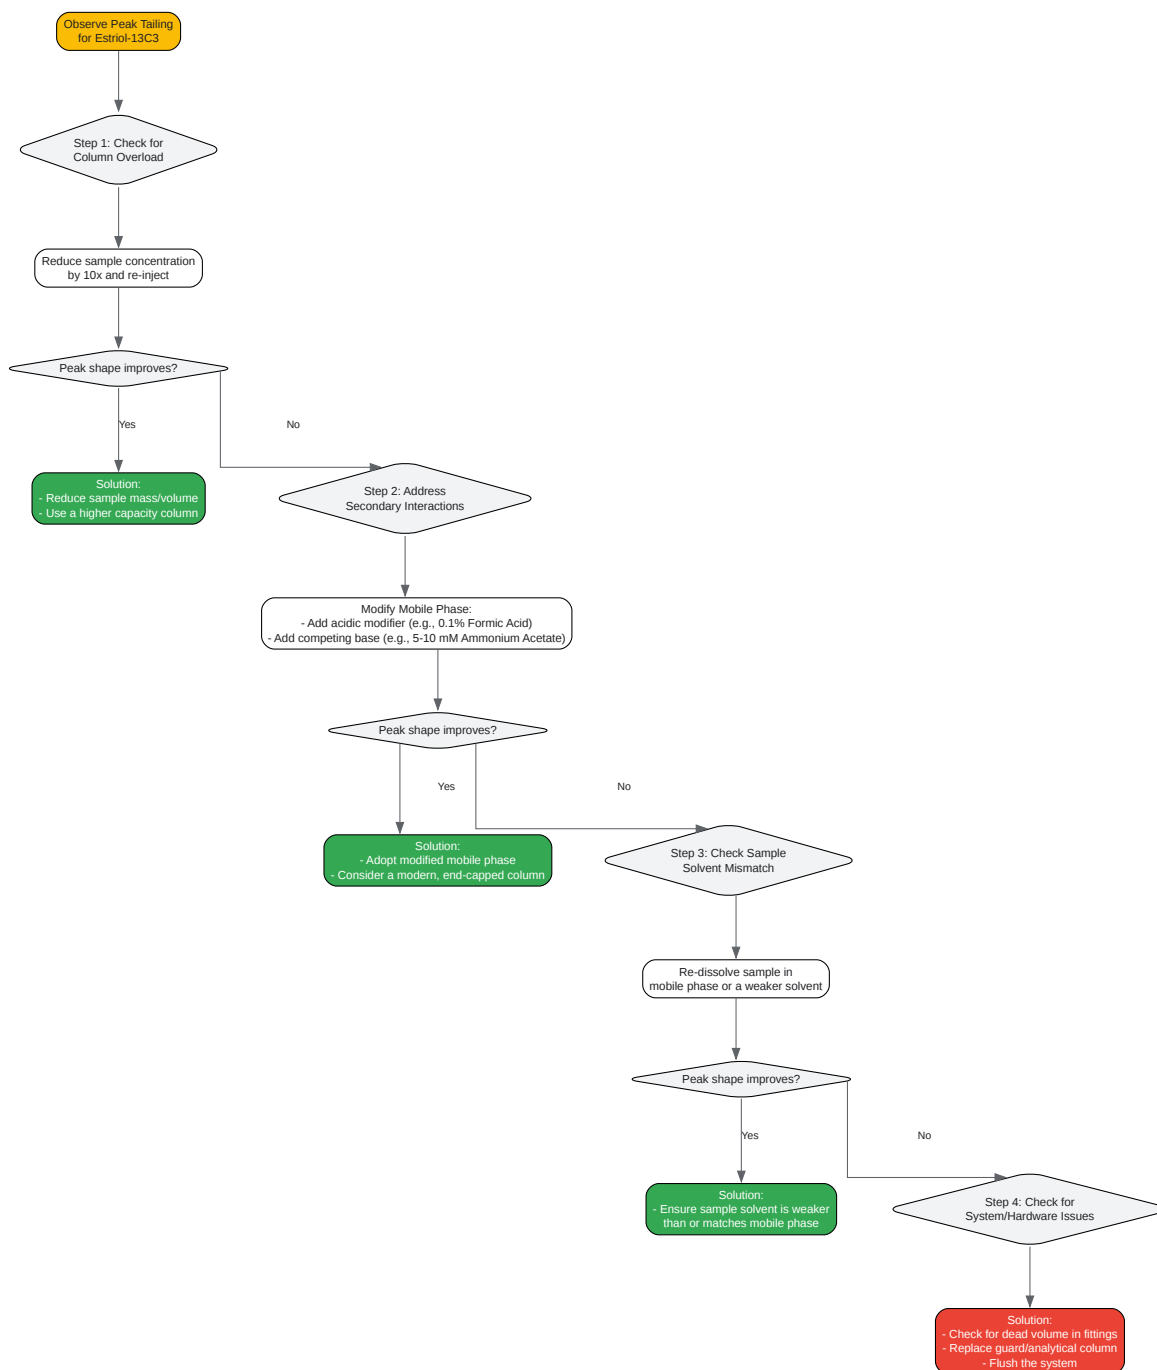 Observe Peak Tailing
for Estriol-13C3
Step 1: Check for
Column Overload
Reduce sample concentration
by 10x and re-inject
Peak shape improves?
Yes
No
Solution:
- Reduce sample mass/volume
- Use a higher capacity column
Step 2: Address
Secondary Interactions
Modify Mobile Phase:
- Add acidic modifier (e.g., 0.1% Formic Acid)
- Add competing base (e.g., 5-10 mM Ammonium Acetate)
Peak shape improves?
Yes
No
Solution:
- Adopt modified mobile phase
- Consider a modern, end-capped column
Step 3: Check Sample
Solvent Mismatch
Re-dissolve sample in
mobile phase or a weaker solvent
Peak shape improves?
Yes
No
Solution:
- Ensure sample solvent is weaker
than or matches mobile phase
Step 4: Check for
System/Hardware Issues
Solution:
- Check for dead volume in fittings
- Replace guard/analytical column
- Flush the system